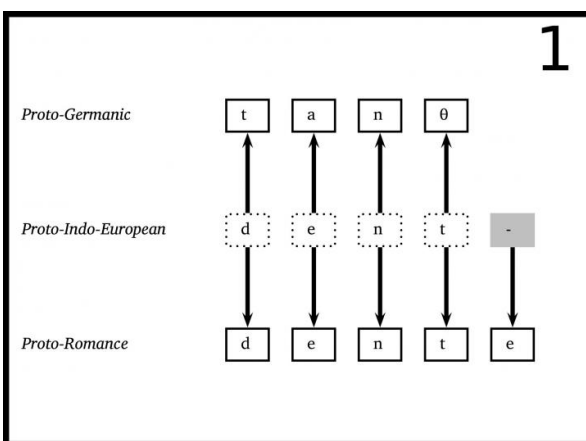 1
Proto-Germanic t a n θ
Proto-Indo-European d e n t -
Proto-Romance d e n t e